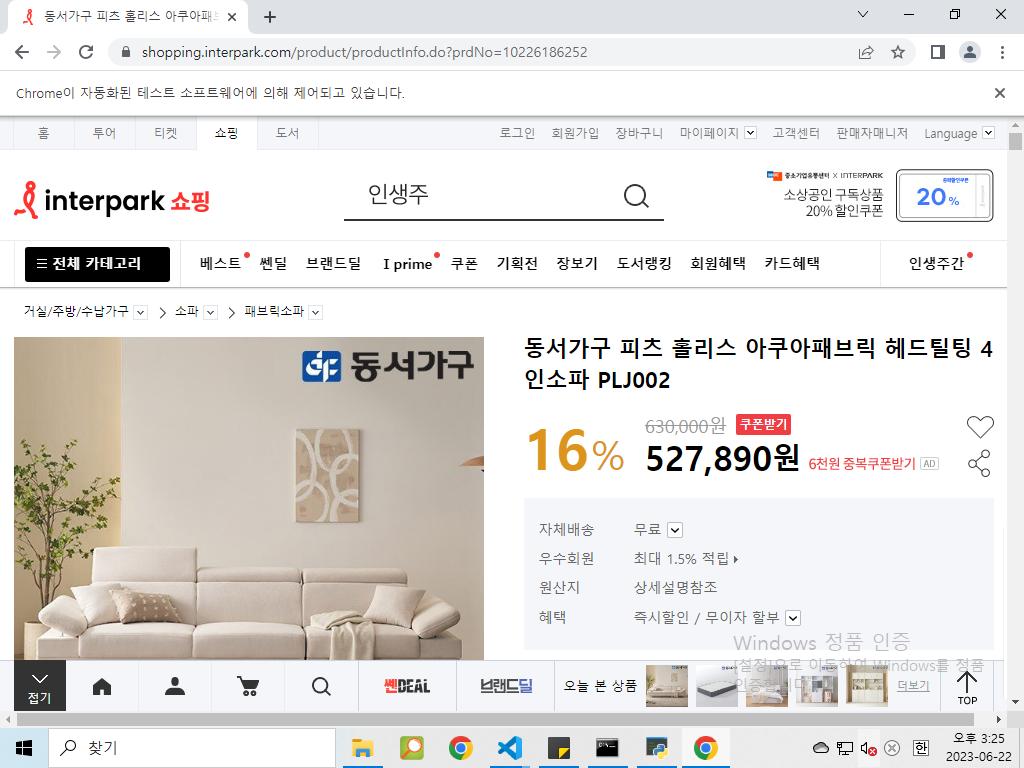 동서가구 피츠 홀리스 아쿠아패브
shopping.interpark.com/product/productInfo.do?prdNo=10226186252
Chrome이 자동화된 테스트 소프트웨어에 의해 제어되고 있습니다.
홈 투어 티켓 쇼핑 도서 로그인 회원가입 장바구니 마이페이지 고객센터 판매자매니저 Language
interpark 쇼핑
인생주
중소기업유통센터 X INTERPARK
소상공인 구독상품
20% 할인쿠폰
20%
전체 카테고리 베스트 쎈딜 브랜드딜 I prime 쿠폰 기획전 장보기 도서랭킹 회원혜택 카드혜택 인생주간
거실/주방/수납가구 소파 패브릭소파
동서가구
동서가구 피츠 홀리스 아쿠아패브릭 헤드틸팅 4
인소파 PLJ002
16%
630,000원 쿠폰받기
527,890원 6천원 중복쿠폰받기 AD
자체배송 무료
우수회원 최대 1.5% 적립
원산지 상세설명참조
혜택 즉시할인 / 무이자 할부
Windows 정품 인증
[설정]으로 이동하여 Windows를 정품
인증합니다.
접기 쎈DEAL 브랜드딜 오늘 본 상품 더보기 TOP
찾기
한
오후 3:25
2023-06-22